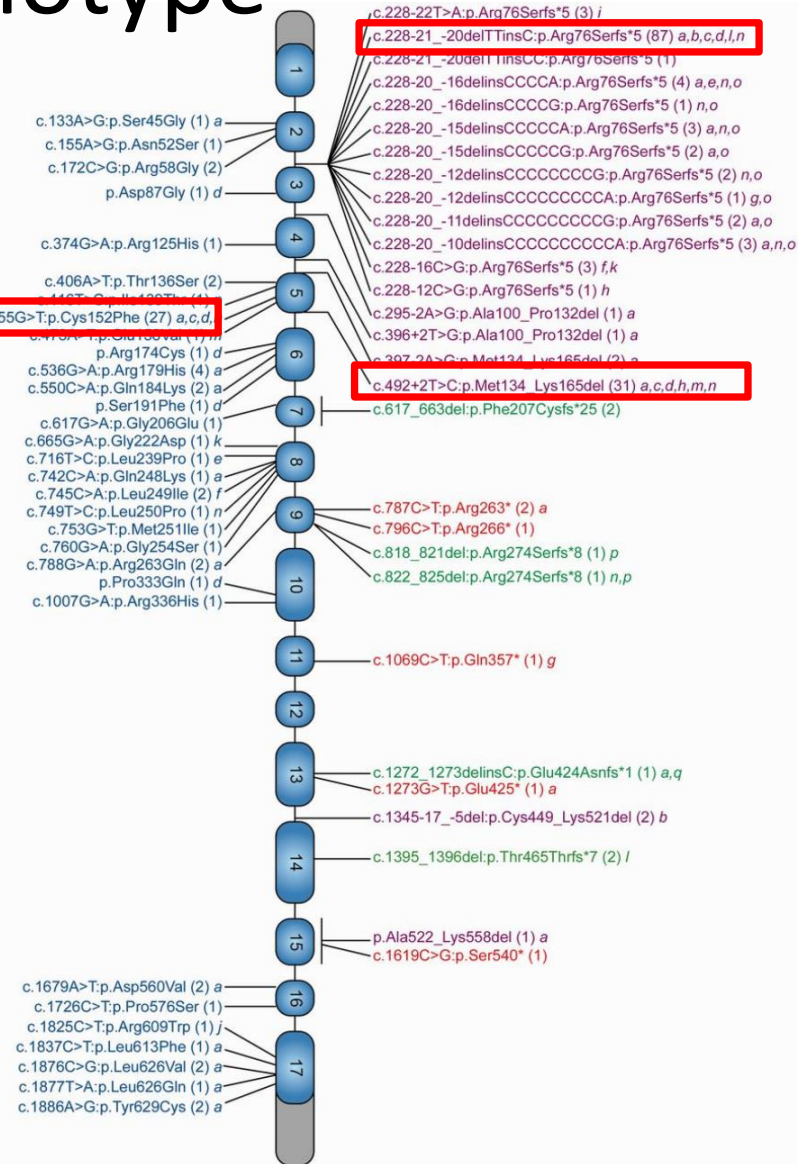 notype
c.133A>G:p.Ser45Gly (1) a
c.155A>G:p.Asn52Ser (1)
c.172C>G:p.Arg58Gly (2)
p.Asp87Gly (1) d
c.374G>A:p.Arg125His (1)
c.406A>T:p.Thr136Ser (2)
55G>T:p.Cys152Phe (27) a,c,d,
p.Arg174Cys (1) d
c.536G>A:p.Arg179His (4) a
c.550C>A:p.Gln184Lys (2) a
p.Ser191Phe (1) d
c.617G>A:p.Gly206Glu (1)
c.665G>A:p.Gly222Asp (1) k
c.716T>C:p.Leu239Pro (1) e
c.742C>A:p.Gln248Lys (1) a
c.745C>A:p.Leu249Ile (2) f
c.749T>C:p.Leu250Pro (1) n
c.753G>T:p.Met251Ile (1)
c.760G>A:p.Gly254Ser (1)
c.788G>A:p.Arg263Gln (2) a
p.Pro333Gln (1) d
c.1007G>A:p.Arg336His (1)
c.1679A>T:p.Asp560Val (2) a
c.1726C>T:p.Pro576Ser (1)
c.1825C>T:p.Arg609Trp (1) j
c.1837C>T:p.Leu613Phe (1) a
c.1876C>G:p.Leu626Val (2) a
c.1877T>A:p.Leu626Gln (1) a
c.1886A>G:p.Tyr629Cys (2) a
1
2
3
4
5
6
7
8
9
10
11
12
13
14
15
16
17
c.228-22T>A:p.Arg76Serfs*5 (3) i
c.228-21_-20delTTinsC:p.Arg76Serfs*5 (87) a,b,c,d,l,n
c.228-21_-20delTTinsCC:p.Arg76Serfs*5 (1)
c.228-20_-16delinsCCCCA:p.Arg76Serfs*5 (4) a,e,n,o
c.228-20_-16delinsCCCCG:p.Arg76Serfs*5 (1) n,o
c.228-20_-15delinsCCCCCA:p.Arg76Serfs*5 (3) a,n,o
c.228-20_-15delinsCCCCCG:p.Arg76Serfs*5 (2) a,o
c.228-20_-12delinsCCCCCCCCG:p.Arg76Serfs*5 (2) n,o
c.228-20_-12delinsCCCCCCCCCA:p.Arg76Serfs*5 (1) g,o
c.228-20_-11delinsCCCCCCCCCG:p.Arg76Serfs*5 (2) a,o
c.228-20_-10delinsCCCCCCCCCCA:p.Arg76Serfs*5 (3) a,n,o
c.228-16C>G:p.Arg76Serfs*5 (3) f,k
c.228-12C>G:p.Arg76Serfs*5 (1) h
c.295-2A>G:p.Ala100_Pro132del (1) a
c.396+2T>G:p.Ala100_Pro132del (1) a
c.397-2A>G:p.Met134_Lys165del (2) a
c.492+2T>C:p.Met134_Lys165del (31) a,c,d,h,m,n
c.617_663del:p.Phe207Cysfs*25 (2)
c.787C>T:p.Arg263* (2) a
c.796C>T:p.Arg266* (1)
c.818_821del:p.Arg274Serfs*8 (1) p
c.822_825del:p.Arg274Serfs*8 (1) n,p
c.1069C>T:p.Gln357* (1) g
c.1272_1273delinsC:p.Glu424Asnfs*1 (1) a,q
c.1273G>T:p.Glu425* (1) a
c.1345-17_-5del:p.Cys449_Lys521del (2) b
c.1395_1396del:p.Thr465Thrfs*7 (2) l
p.Ala522_Lys558del (1) a
c.1619C>G:p.Ser540* (1)